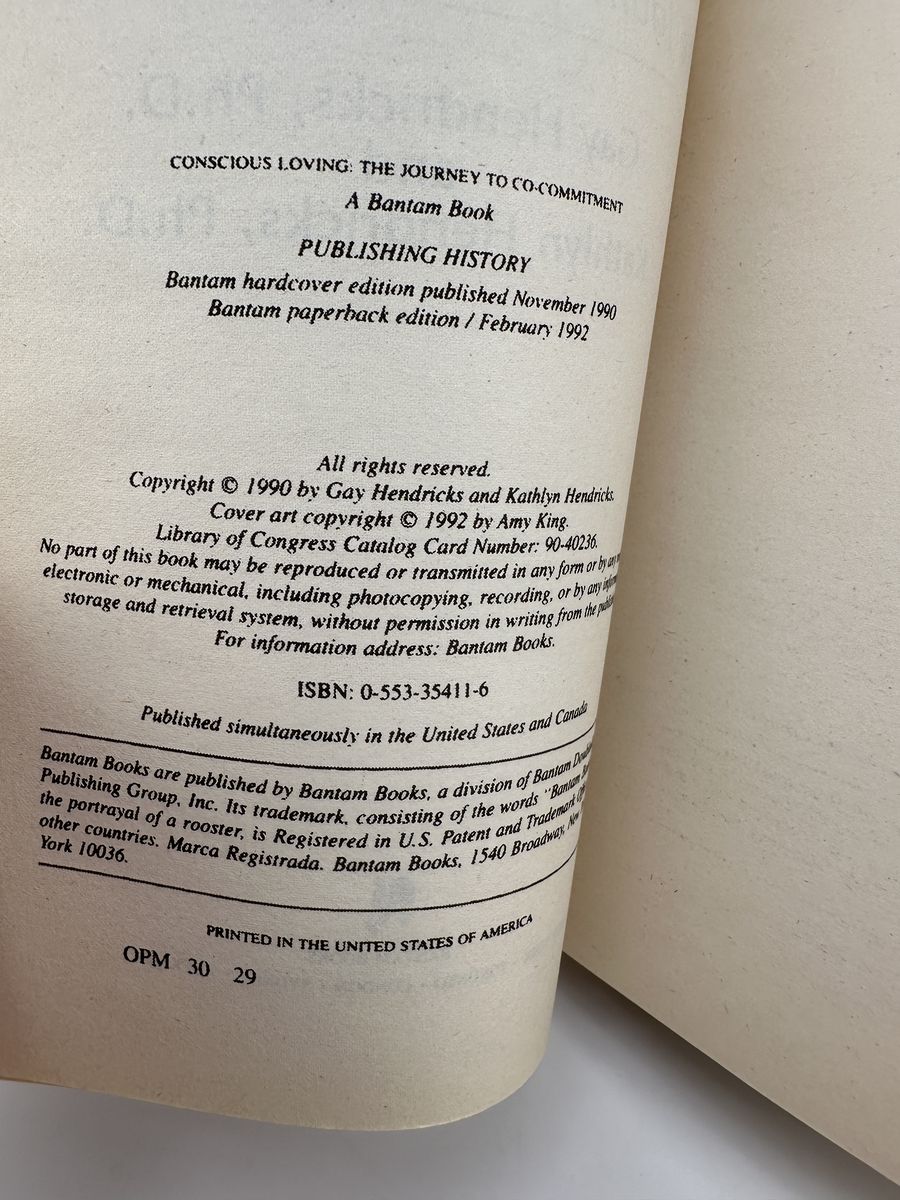 CONSCIOUS LOVING: THE JOURNEY TO CO-COMMITMENT
A Bantam Book
PUBLISHING HISTORY
Bantam hardcover edition published November 1990
Bantam paperback edition / February 1992
All rights reserved.
Copyright © 1990 by Gay Hendricks and Kathlyn Hendricks.
Cover art copyright © 1992 by Amy King.
Library of Congress Catalog Card Number: 90-40236.
No part of this book may be reproduced or transmitted in any form or by any
electronic or mechanical, including photocopying, recording, or by any
storage and retrieval system, without permission in writing from the
For information address: Bantam Books.
ISBN: 0-553-35411-6
Published simultaneously in the United States and Canada
Bantam Books are published by Bantam Books, a division of Bantam
Publishing Group, Inc. Its trademark, consisting of the words "Bantam
the portrayal of a rooster, is Registered in U.S. Patent and Trademark
other countries. Marca Registrada. Bantam Books, 1540 Broadway, New
York 10036.
PRINTED IN THE UNITED STATES OF AMERICA
OPM 30 29